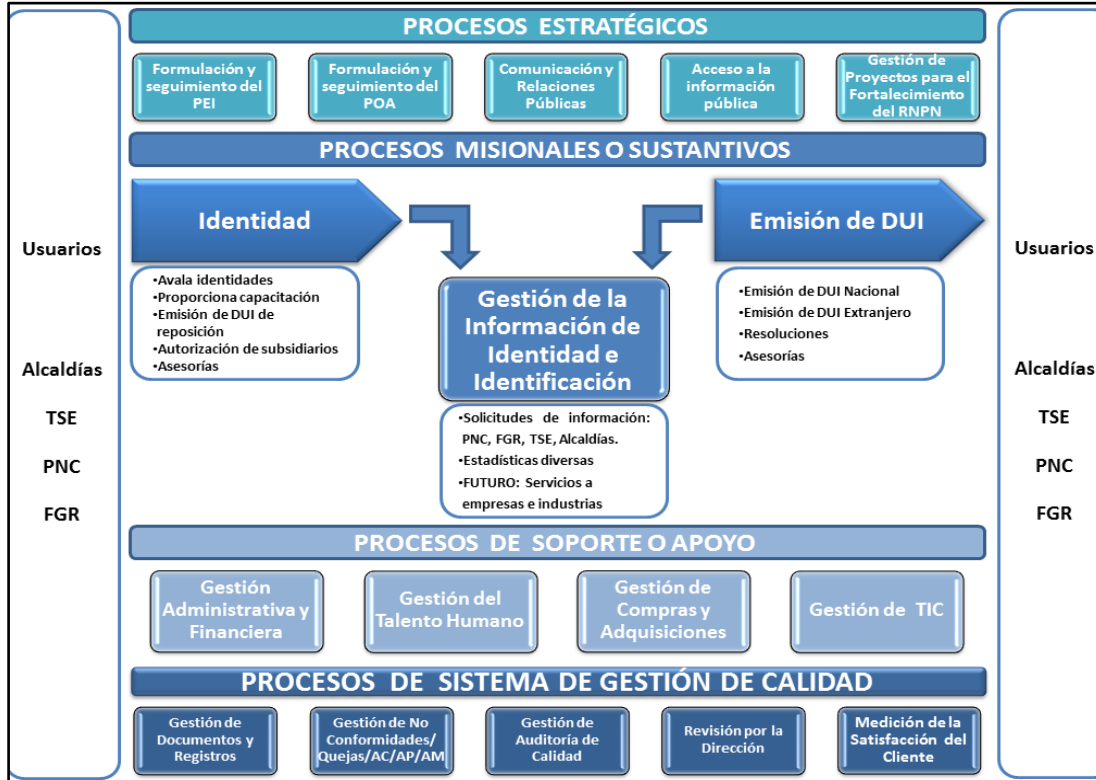 PROCESOS ESTRATÉGICOS
Formulación y
seguimiento del
PEI
Formulación y
seguimiento del
POA
Comunicación y
Relaciones
Públicas
Acceso a la
información
pública
Gestión de
Proyectos para el
Fortalecimiento
del RNPN
PROCESOS MISIONALES O SUSTANTIVOS
Usuarios
Alcaldías
TSE
PNC
FGR
Identidad
•Avala identidades
•Proporciona capacitación
•Emisión de DUI de
reposición
•Autorización de subsidiarios
•Asesorías
Gestión de la
Información de
Identidad e
Identificación
•Solicitudes de información:
PNC, FGR, TSE, Alcaldías.
•Estadísticas diversas
•FUTURO: Servicios a
empresas e industrias
Emisión de DUI
•Emisión de DUI Nacional
•Emisión de DUI Extranjero
•Resoluciones
•Asesorías
Usuarios
Alcaldías
TSE
PNC
FGR
PROCESOS DE SOPORTE O APOYO
Gestión
Administrativa y
Financiera
Gestión del
Talento Humano
Gestión de
Compras y
Adquisiciones
Gestión de TIC
PROCESOS DE SISTEMA DE GESTIÓN DE CALIDAD
Gestión de
Documentos y
Registros
Gestión de No
Conformidades/
Quejas/AC/AP/AM
Gestión de
Auditoría de
Calidad
Revisión por la
Dirección
Medición de la
Satisfacción del
Cliente